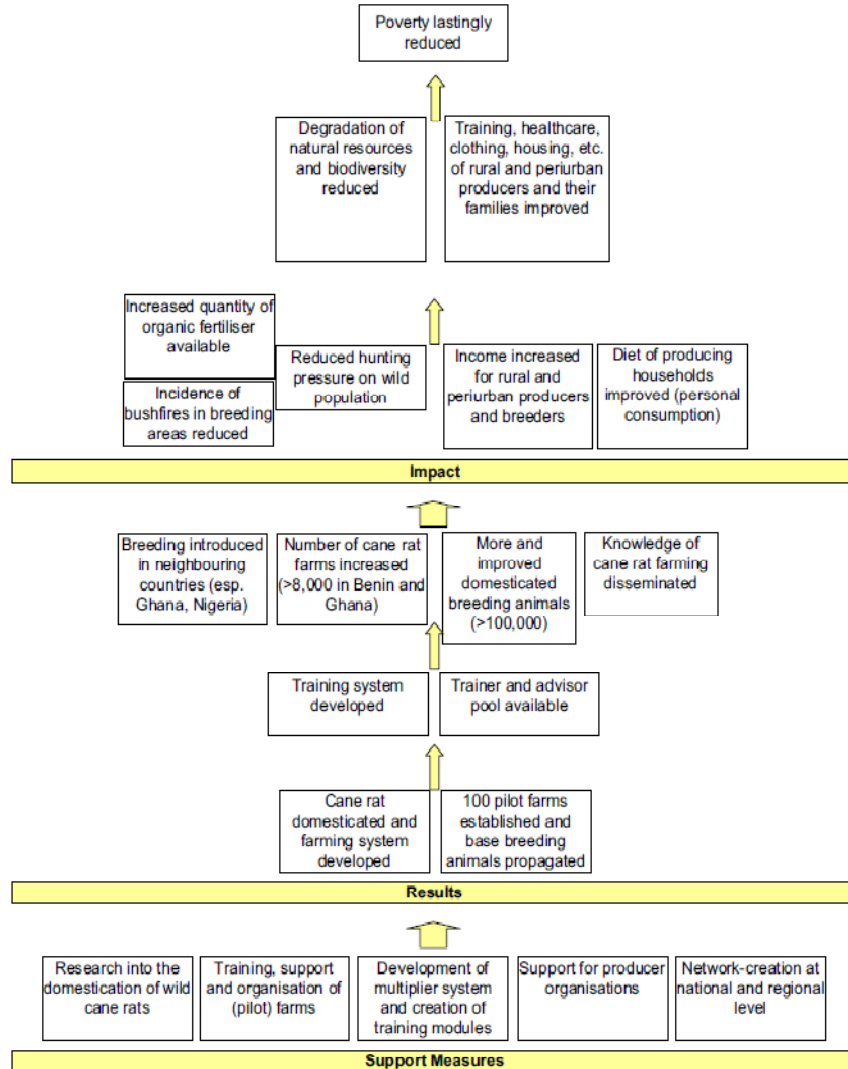 Poverty lastingly
reduced
Degradation of
natural resources
and biodiversity
reduced
Training, healthcare,
clothing, housing, etc.
of rural and periurban
producers and their
families improved
Increased quantity of
organic fertiliser
available
Incidence of
bushfires in breeding
areas reduced
Reduced hunting
pressure on wild
population
Income increased
for rural and
periurban producers
and breeders
Diet of producing
households
improved (personal
consumption)
Impact
Breeding introduced
in neighbouring
countries (esp.
Ghana, Nigeria)
Number of cane rat
farms increased
(>8,000 in Benin and
Ghana)
More and
improved
domesticated
breeding animals
(>100,000)
Knowledge of
cane rat farming
disseminated
Training system
developed
Trainer and advisor
pool available
Cane rat
domesticated and
farming system
developed
100 pilot farms
established and
base breeding
animals propagated
Results
Research into the
domestication of wild
cane rats
Training, support
and organisation of
(pilot) farms
Development of
multiplier system
and creation of
training modules
Support for producer
organisations
Network-creation at
national and regional
level
Support Measures